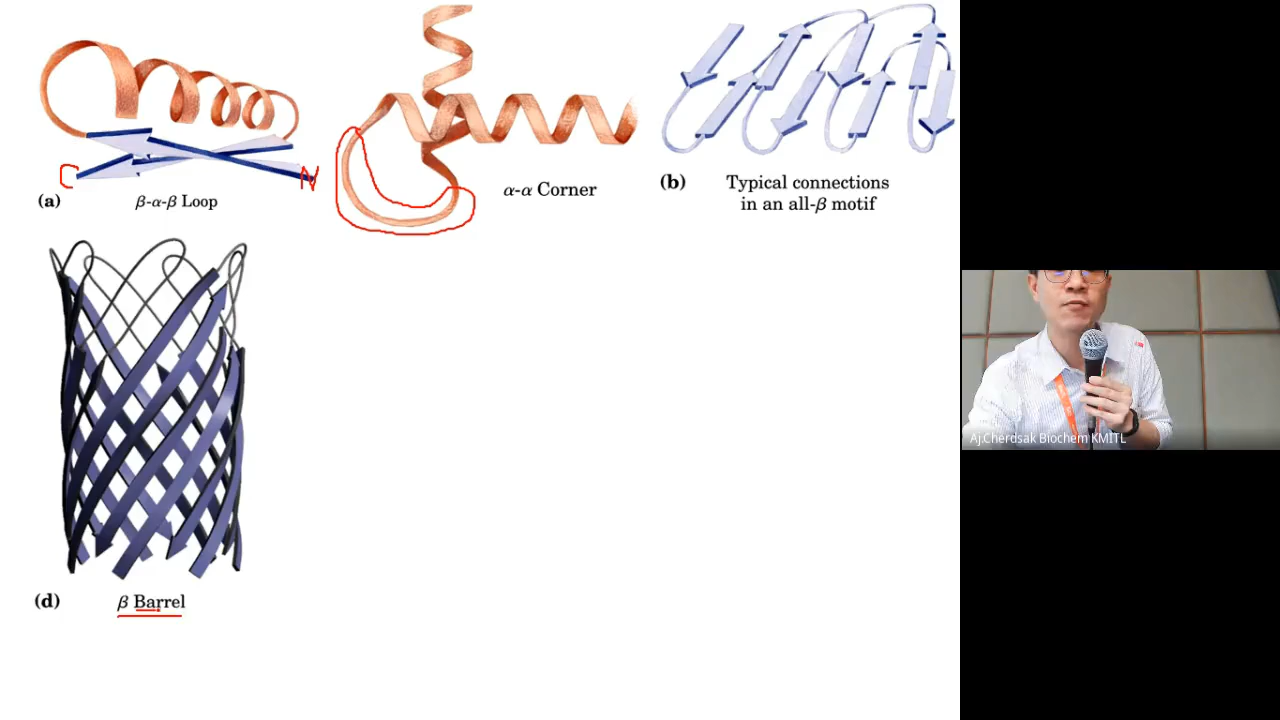 C
N
(a)
β-α-β Loop
α-α Corner
(b)
Typical connections
in an all-β motif
(d)
β Barrel
Aj.Cherdsak Biochem KMITL